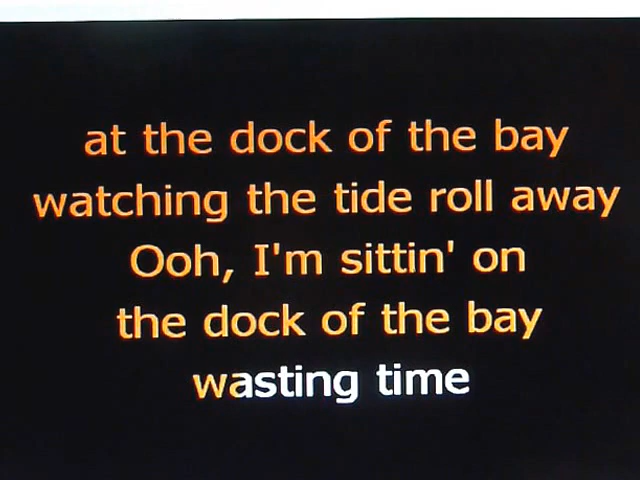 at the dock of the bay
watching the tide roll away
Ooh, I'm sittin' on
the dock of the bay
wasting time